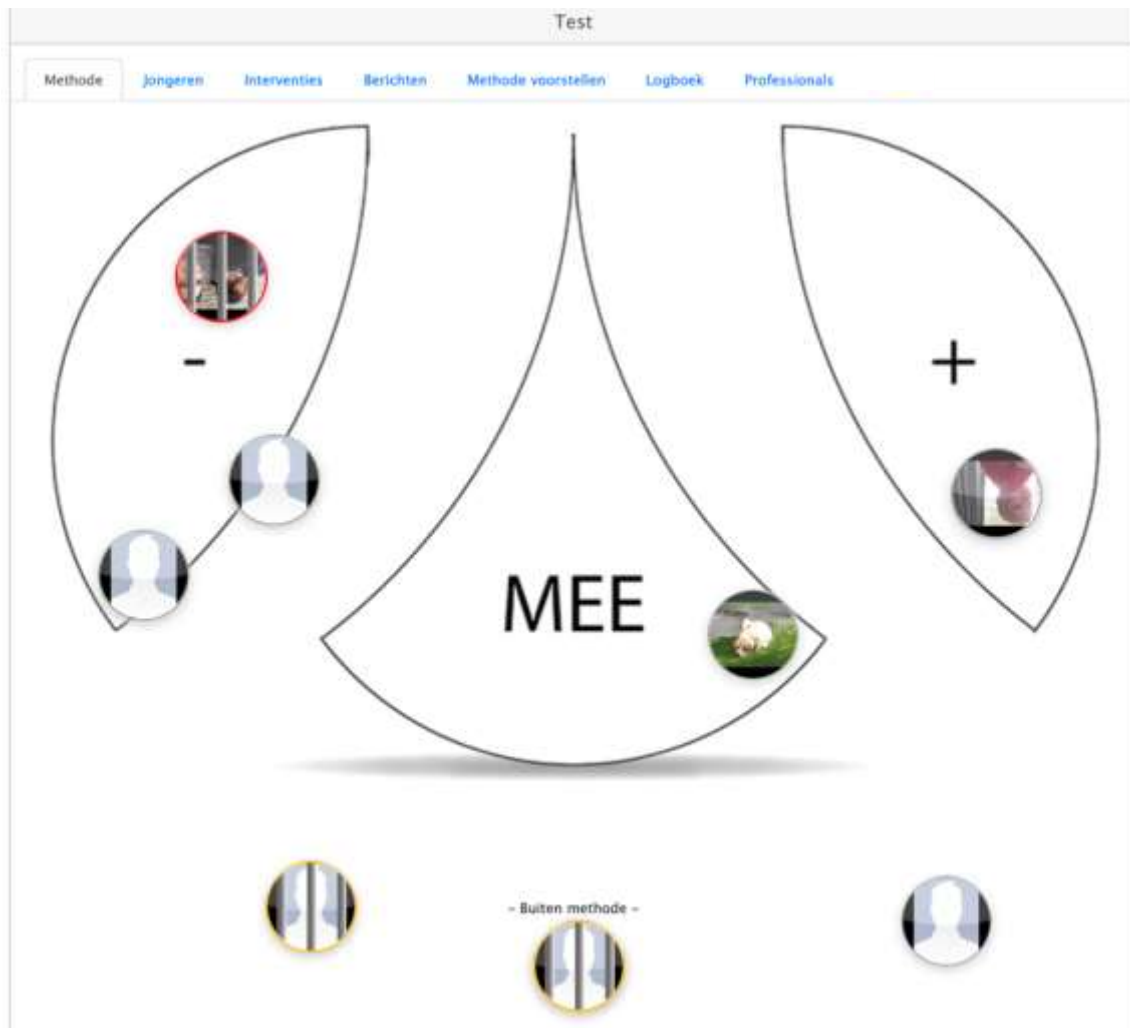 Test
Methode Jongeren Interventies Berichten Methode voorstellen Logboek Professionals
-
+
MEE
- Buiten methode -